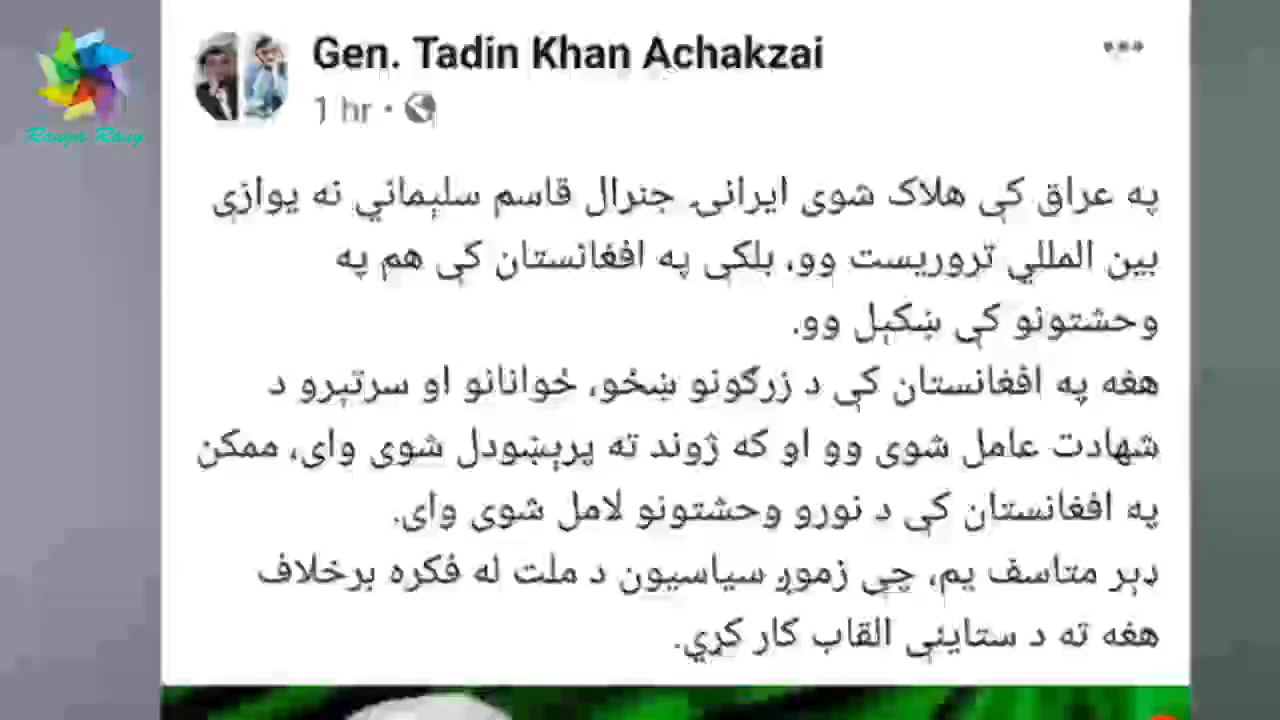 Ranya Rasy
Gen. Tadin Khan Achakzai
1 hr
په عراق کې هلاک شوی ایرانی جنرال قاسم سلېماني نه یوازې
بین المللي تروریست وو، بلکې په افغانستان کې هم په
وحشتونو کې ښکېل وو.
هغه په افغانستان کې د زرګونو ښځو، ځوانانو او سرتېرو د
شهادت عامل شوی وو او که ژوند ته پرېښودل شوی وای، ممکن
په افغانستان کې د نورو وحشتونو لامل شوی وای.
ډېر متاسف یم، چې زموږ سیاسیون د ملت له فکره برخلاف
هغه ته د ستاینې القاب کار کړي.